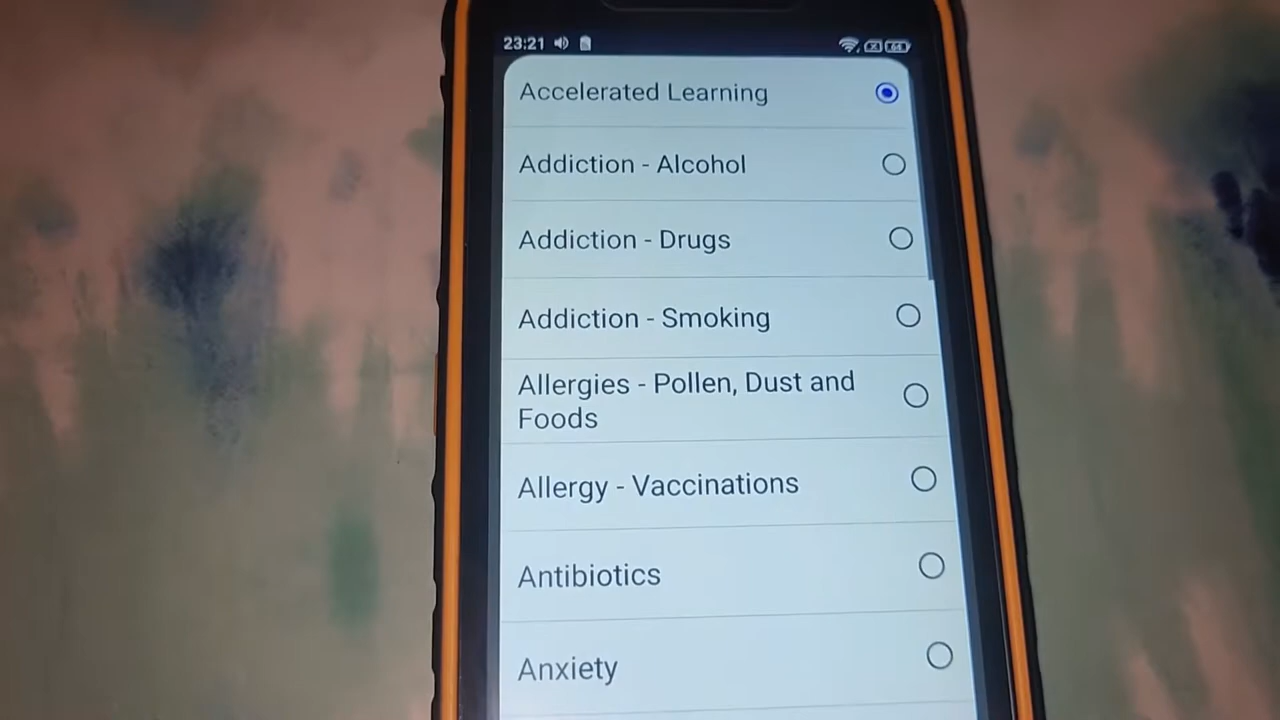 23:21
Accelerated Learning
Addiction - Alcohol
Addiction - Drugs
Addiction - Smoking
Allergies - Pollen, Dust and
Foods
Allergy - Vaccinations
Antibiotics
Anxiety